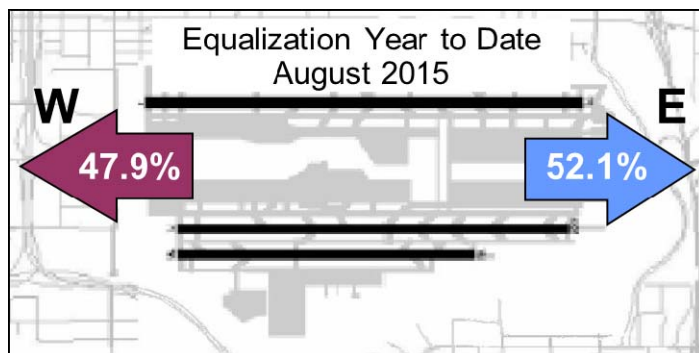 Equalization Year to Date
August 2015
W
E
47.9%
52.1%